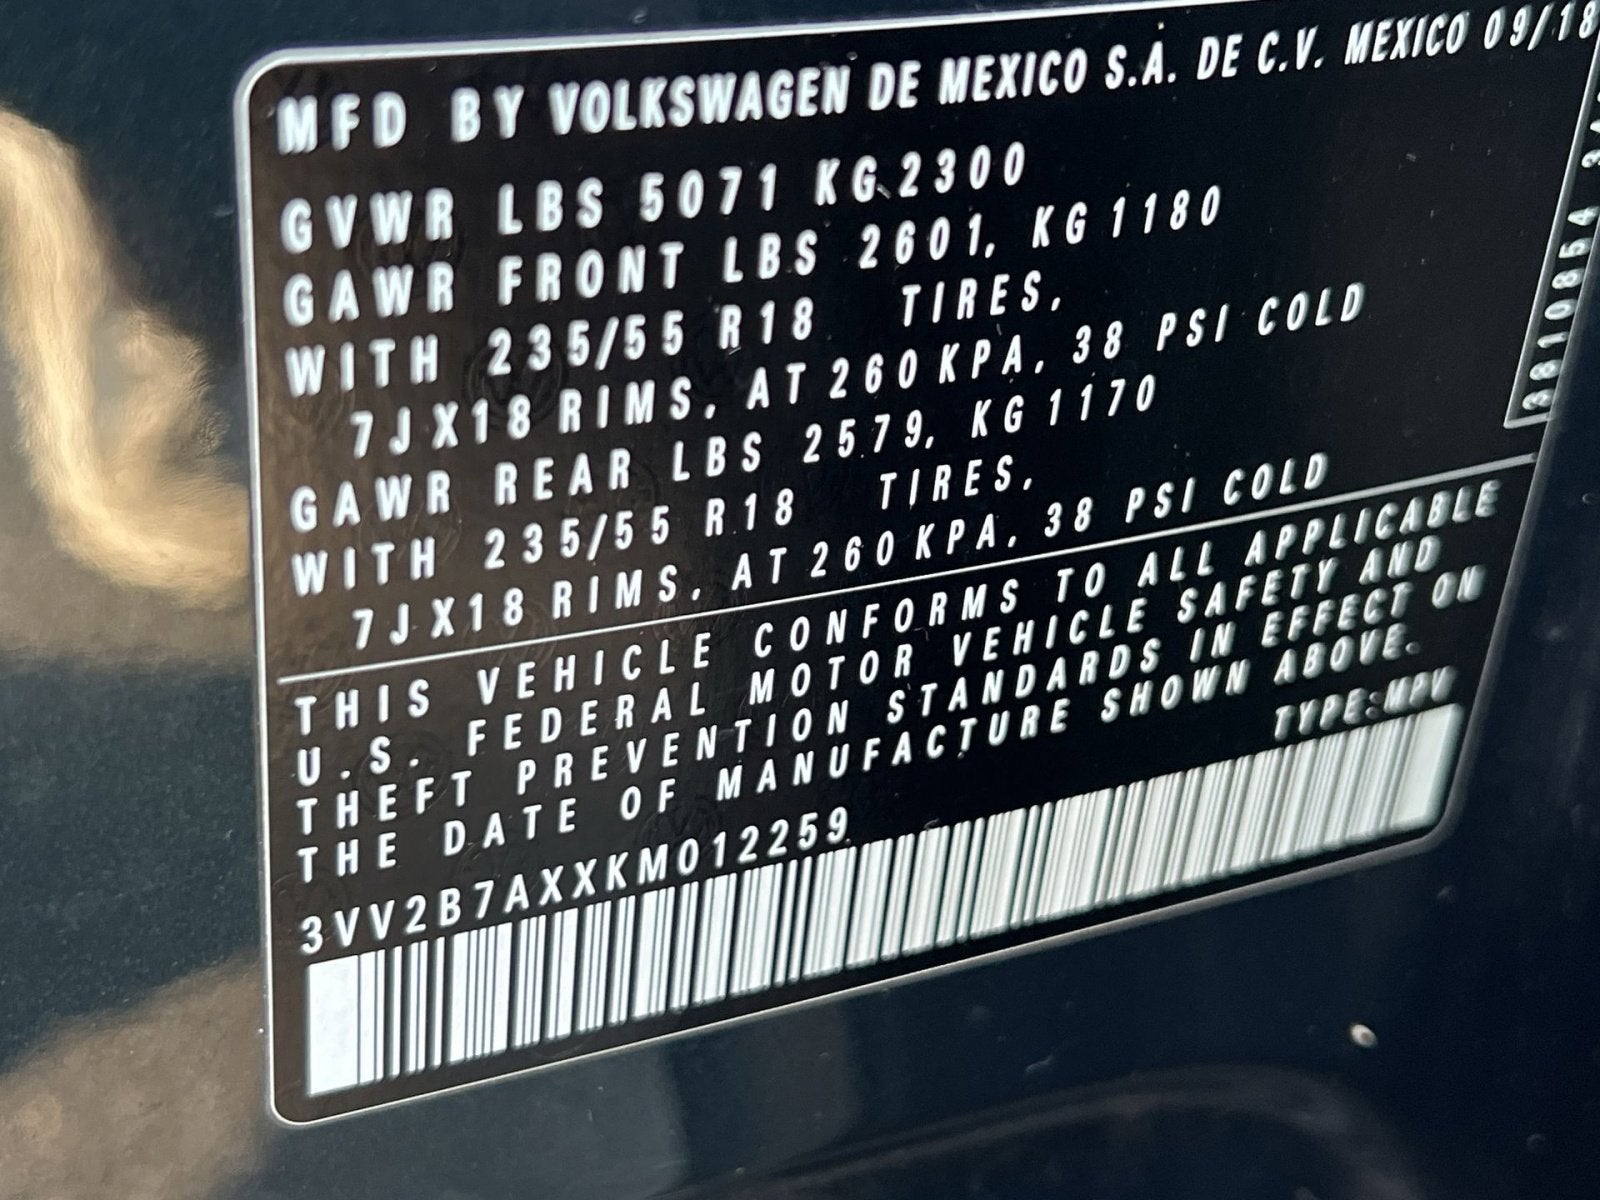 MFD BY VOLKSWAGEN DE MEXICO S.A. DE C.V. MEXICO 09/18
GVWR LBS 5071 KG 2300
GAWR FRONT LBS 2601, KG 1180
WITH 235/55 R18 TIRES,
7JX18 RIMS, AT 260 KPA, 38 PSI COLD
GAWR REAR LBS 2579, KG 1170
WITH 235/55 R18 TIRES,
7JX18 RIMS, AT 260 KPA, 38 PSI COLD
THIS VEHICLE CONFORMS TO ALL APPLICABLE
U.S. FEDERAL MOTOR VEHICLE SAFETY AND
THEFT PREVENTION STANDARDS IN EFFECT ON
THE DATE OF MANUFACTURE SHOWN ABOVE.
TYPE:MPV
3VV2B7AXXKM012259
3810854